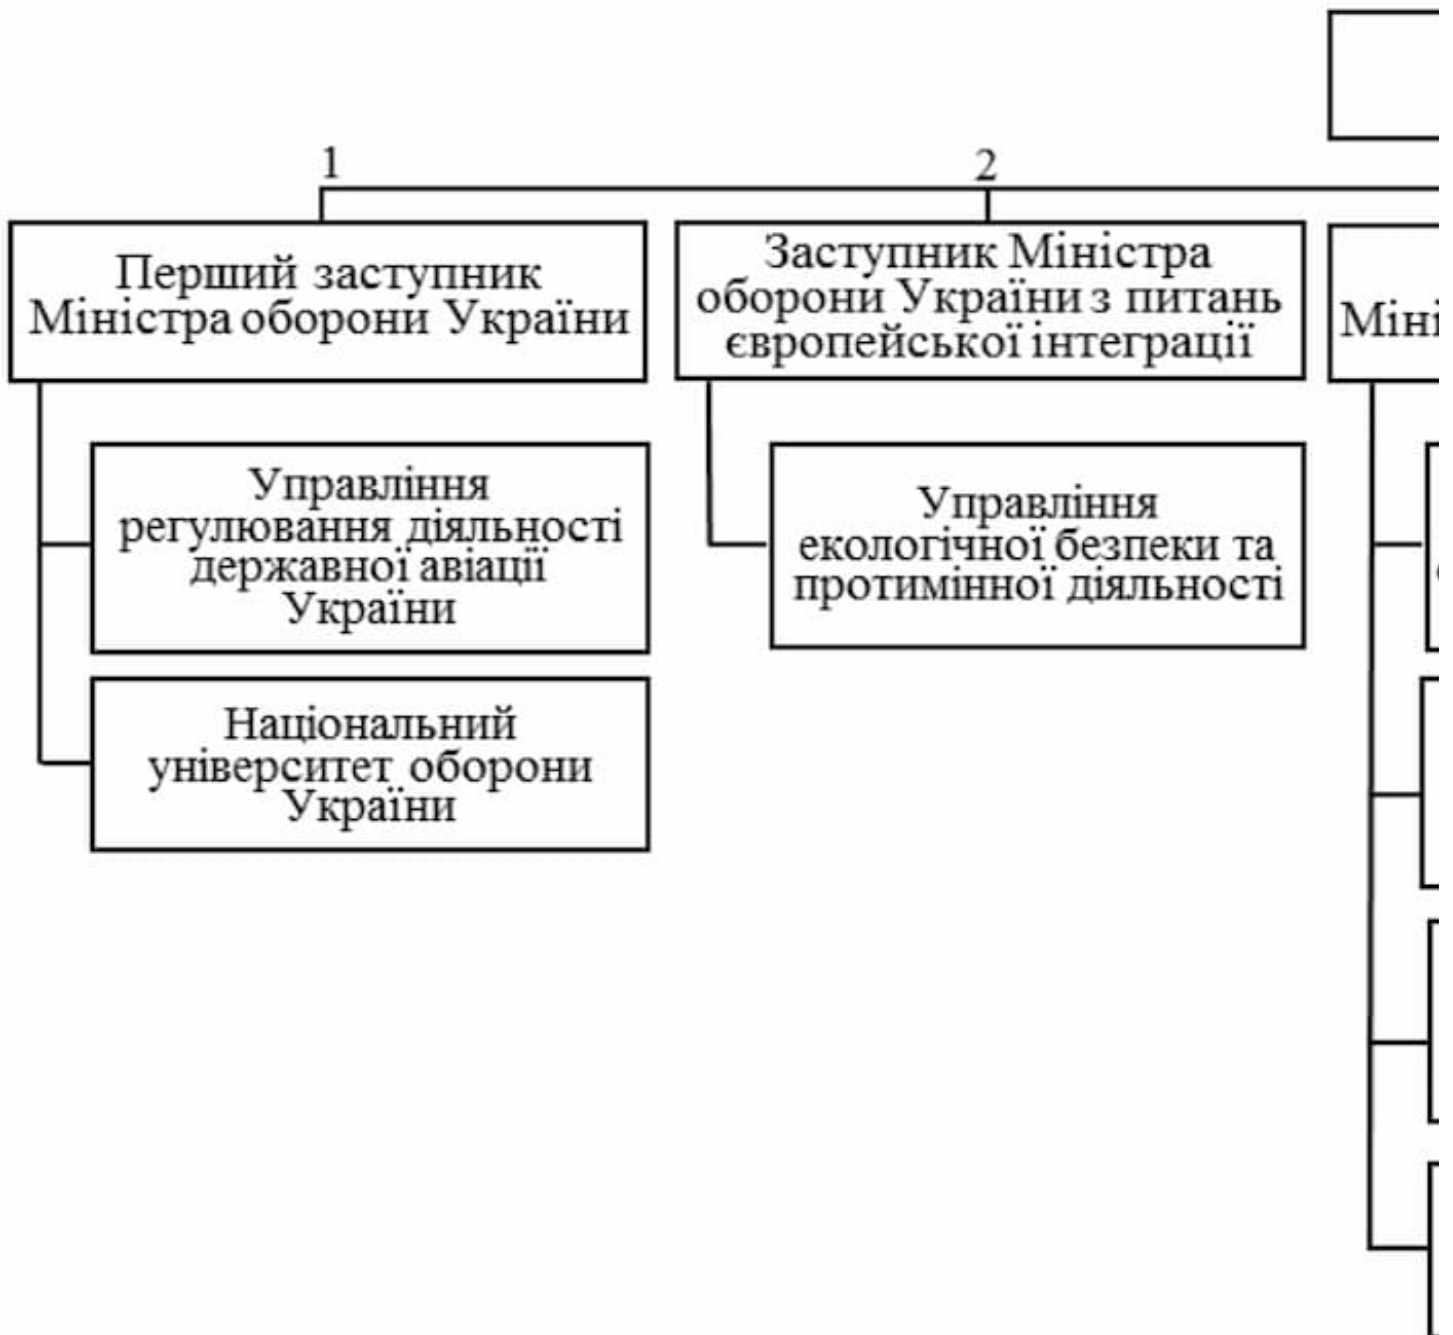 1
2
Перший заступник
Міністра оборони України
Заступник Міністра
оборони України з питань
європейської інтеграції
Управління
регулювання діяльності
державної авіації
України
Управління
екологічної безпеки та
протимінної діяльності
Національний
університет оборони
України